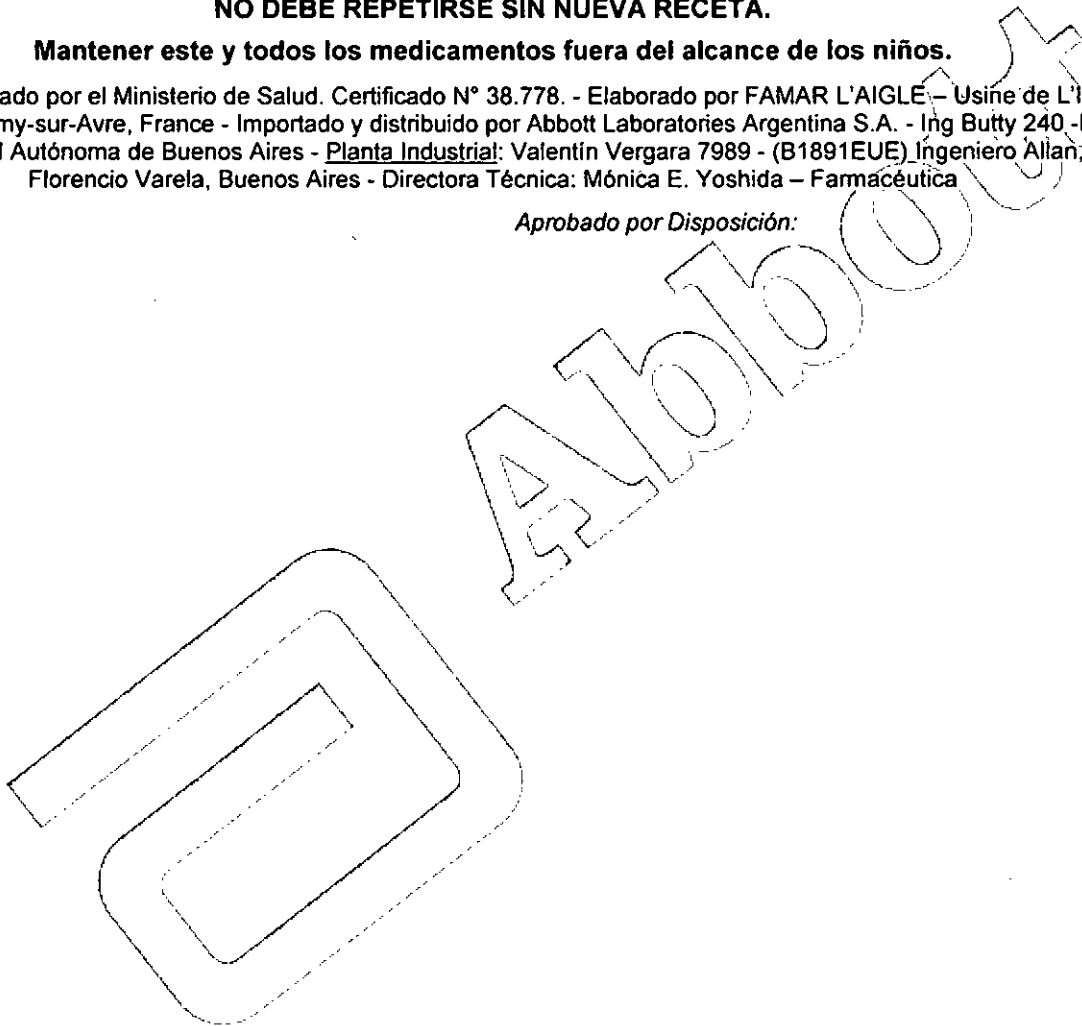 NO DEBE REPETIRSE SIN NUEVA RECETA.
Mantener este y todos los medicamentos fuera del alcance de los niños.
ado por el Ministerio de Salud. Certificado N° 38.778. - Elaborado por FAMAR L'AIGLE – Usine de L'I
my-sur-Avre, France - Importado y distribuido por Abbott Laboratories Argentina S.A. - Ing Butty 240 -
Autónoma de Buenos Aires - Planta Industrial: Valentín Vergara 7989 - (B1891EUE) Ingeniero Allan,
Florencio Varela, Buenos Aires - Directora Técnica: Mónica E. Yoshida – Farmacéutica
Aprobado por Disposición:
Abbott